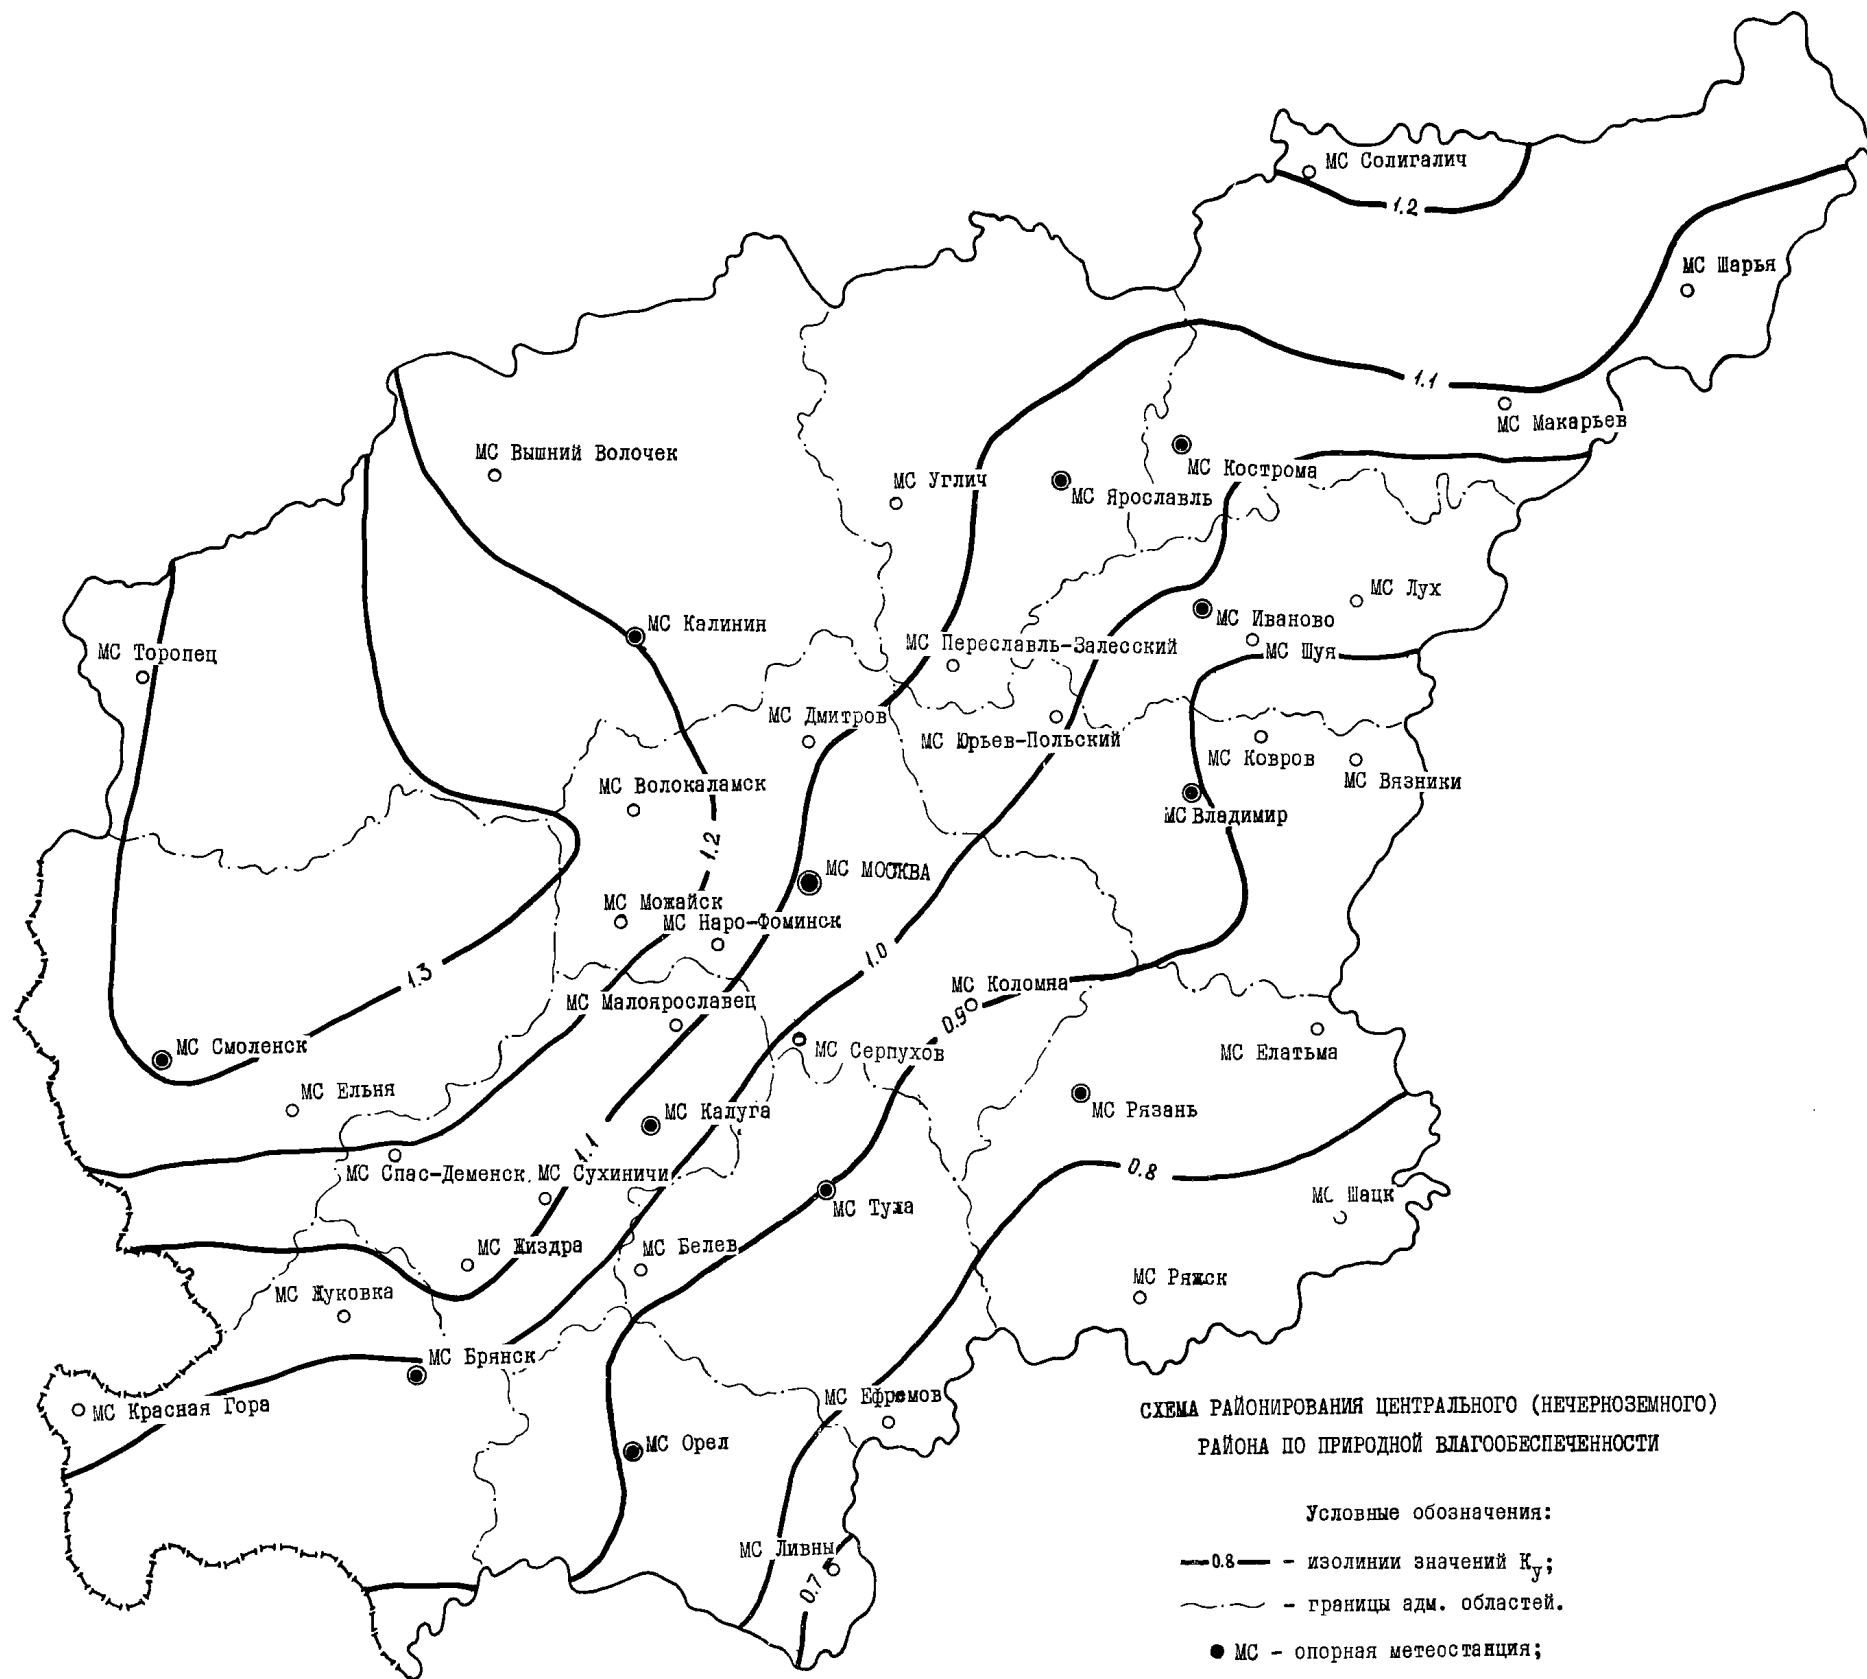 МС Солигалич
1.2
МС Шарья
1.1
МС Макарьев
МС Вышний Волочек
МС Углич
МС Кострома
МС Ярославль
МС Лух
МС Иваново
МС Калинин
МС Переславль-Залесский
МС Шуя
МС Торопец
МС Дмитров
МС Юрьев-Польский
МС Ковров
МС Вязники
МС Волокаламск
МС Владимир
1.2
МС МОСКВА
МС Можайск
МС Наро-Фоминск
1.0
1.3
МС Коломна
МС Малоярославец
0.9
МС Смоленск
МС Серпухов
МС Елатьма
МС Ельня
МС Калуга
МС Рязань
1.1
0.8
МС Спас-Деменск
МС Сухиничи
МС Шацк
МС Тула
МС Жиздра
МС Белев
МС Ряжск
МС Жуковка
МС Брянск
МС Красная Гора
МС Ефремов
МС Орел
МС Ливны
0.7
СХЕМА РАЙОНИРОВАНИЯ ЦЕНТРАЛЬНОГО (НЕЧЕРНОЗЕМНОГО)
РАЙОНА ПО ПРИРОДНОЙ ВЛАГООБЕСПЕЧЕННОСТИ
Условные обозначения:
0.8 - изолинии значений Ку;
- границы адм. областей.
МС - опорная метеостанция;